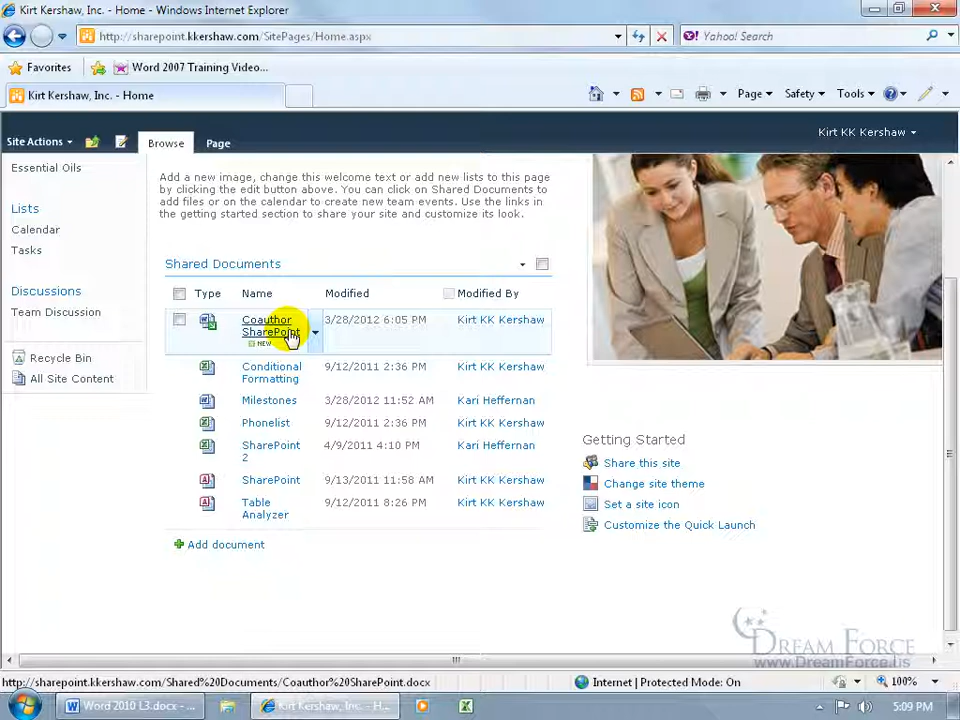 Kirt Kershaw, Inc. - Home - Windows Internet Explorer
http://sharepoint.kkershaw.com/SitePages/Home.aspx
Yahoo! Search
Favorites
Word 2007 Training Video...
Kirt Kershaw, Inc. - Home
Page
Safety
Tools
Site Actions
Browse
Page
Kirt KK Kershaw
Essential Oils
Lists
Calendar
Tasks
Discussions
Team Discussion
Recycle Bin
All Site Content
Add a new image, change this welcome text or add new lists to this page
by clicking the edit button above. You can click on Shared Documents to
add files or on the calendar to create new team events. Use the links in
the getting started section to share your site and customize its look.
Shared Documents
Type Name Modified Modified By
Coauthor
SharePoint 3/28/2012 6:05 PM Kirt KK Kershaw
NEW
Conditional
Formatting 9/12/2011 2:36 PM Kirt KK Kershaw
Milestones 3/28/2012 11:52 AM Kari Heffernan
Phonelist 9/12/2011 2:36 PM Kirt KK Kershaw
SharePoint
2 4/9/2011 4:10 PM Kari Heffernan
SharePoint 9/13/2011 11:58 AM Kirt KK Kershaw
Table
Analyzer 9/12/2011 8:26 PM Kirt KK Kershaw
Add document
Getting Started
Share this site
Change site theme
Set a site icon
Customize the Quick Launch
DREAM FORCE
www.DreamForce.us
http://sharepoint.kkershaw.com/Shared%20Documents/Coauthor%20SharePoint.docx
Internet | Protected Mode: On
100%
Word 2010 L3.docx - ...
Kirt Kershaw, Inc. - H...
5:09 PM